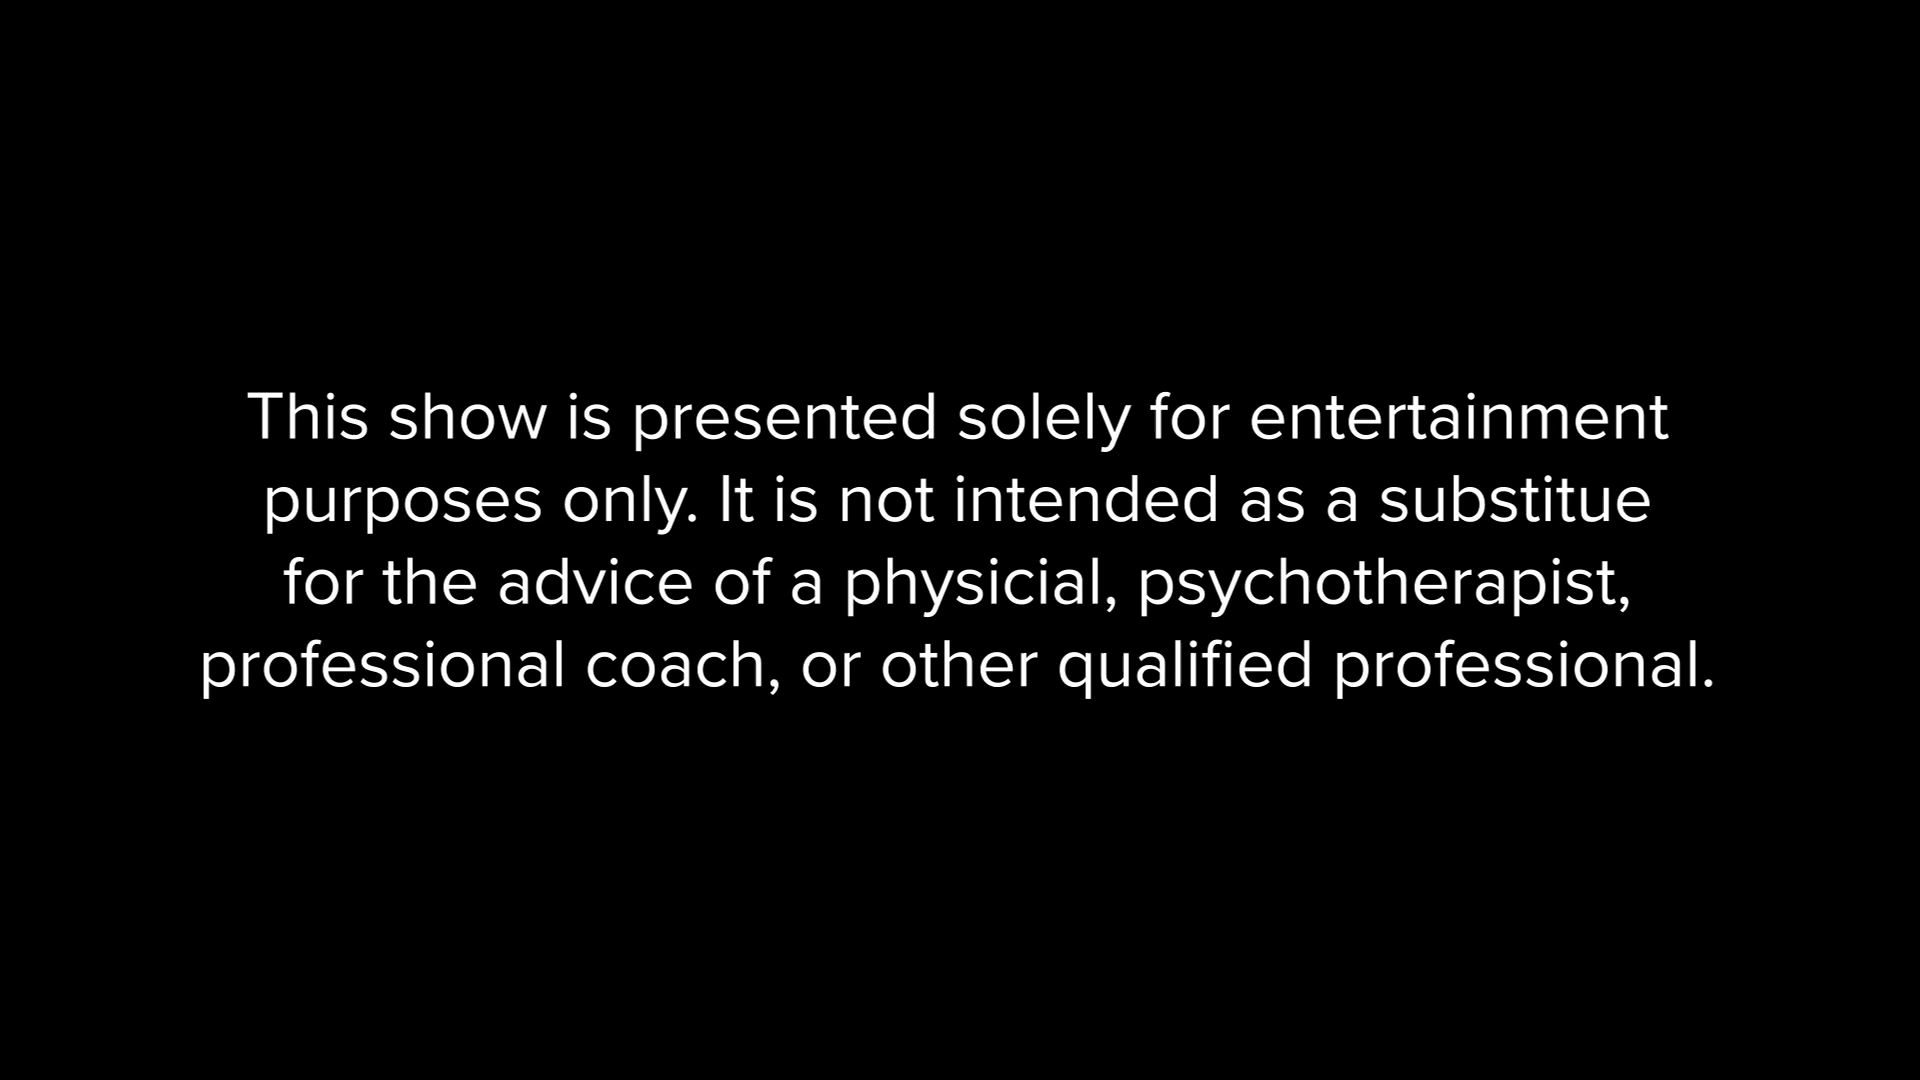 This show is presented solely for entertainment
purposes only. It is not intended as a substitue
for the advice of a physicial, psychotherapist,
professional coach, or other qualified professional.